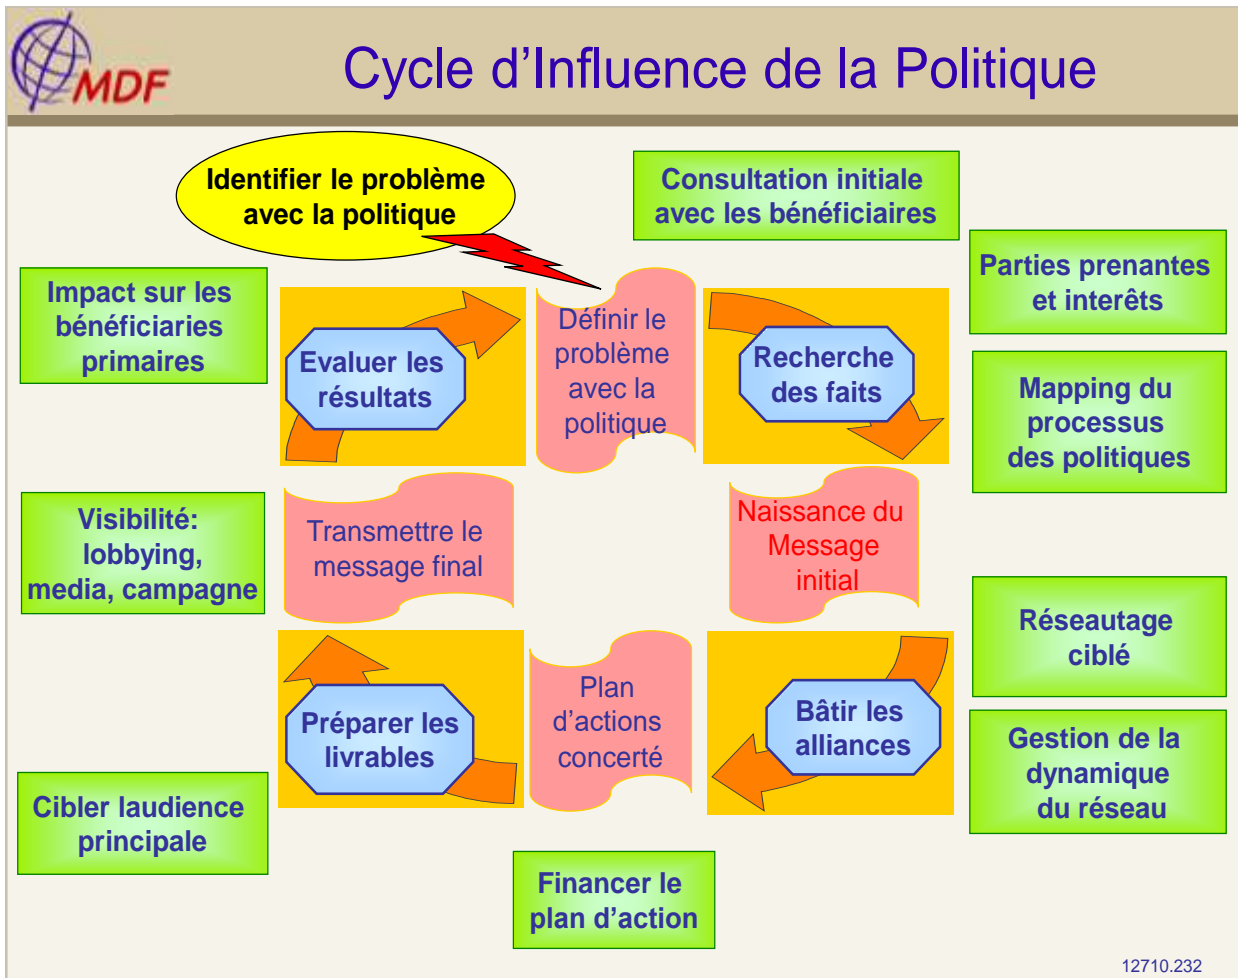 MDF
Cycle d’Influence de la Politique
Identifier le problème
avec la politique
Consultation initiale
avec les bénéficiaires
Parties prenantes
et interêts
Impact sur les
bénéficiaries
primaires
Evaluer les
résultats
Définir le
problème
avec la
politique
Recherche
des faits
Mapping du
processus
des politiques
Visibilité:
lobbying,
media, campagne
Transmettre le
message final
Naissance du
Message
initial
Réseautage
ciblé
Préparer les
livrables
Plan
d’actions
concerté
Bâtir les
alliances
Gestion de la
dynamique
du réseau
Cibler laudience
principale
Financer le
plan d’action
12710.232